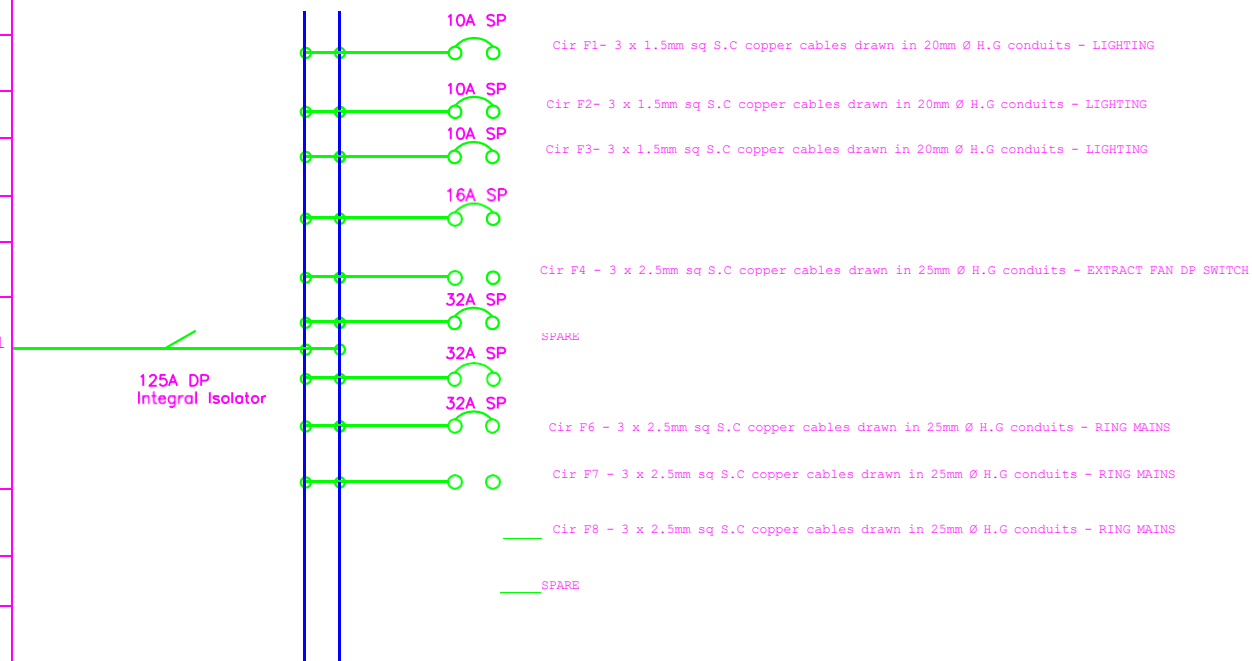 10A SP
Cir F1- 3 x 1.5mm sq S.C copper cables drawn in 20mm Ø H.G conduits - LIGHTING
10A SP
Cir F2- 3 x 1.5mm sq S.C copper cables drawn in 20mm Ø H.G conduits - LIGHTING
10A SP
Cir F3- 3 x 1.5mm sq S.C copper cables drawn in 20mm Ø H.G conduits - LIGHTING
16A SP
Cir F4 - 3 x 2.5mm sq S.C copper cables drawn in 25mm Ø H.G conduits - EXTRACT FAN DP SWITCH
32A SP
SPARE
32A SP
125A DP
Integral Isolator
32A SP
Cir F6 - 3 x 2.5mm sq S.C copper cables drawn in 25mm Ø H.G conduits - RING MAINS
Cir F7 - 3 x 2.5mm sq S.C copper cables drawn in 25mm Ø H.G conduits - RING MAINS
Cir F8 - 3 x 2.5mm sq S.C copper cables drawn in 25mm Ø H.G conduits - RING MAINS
SPARE